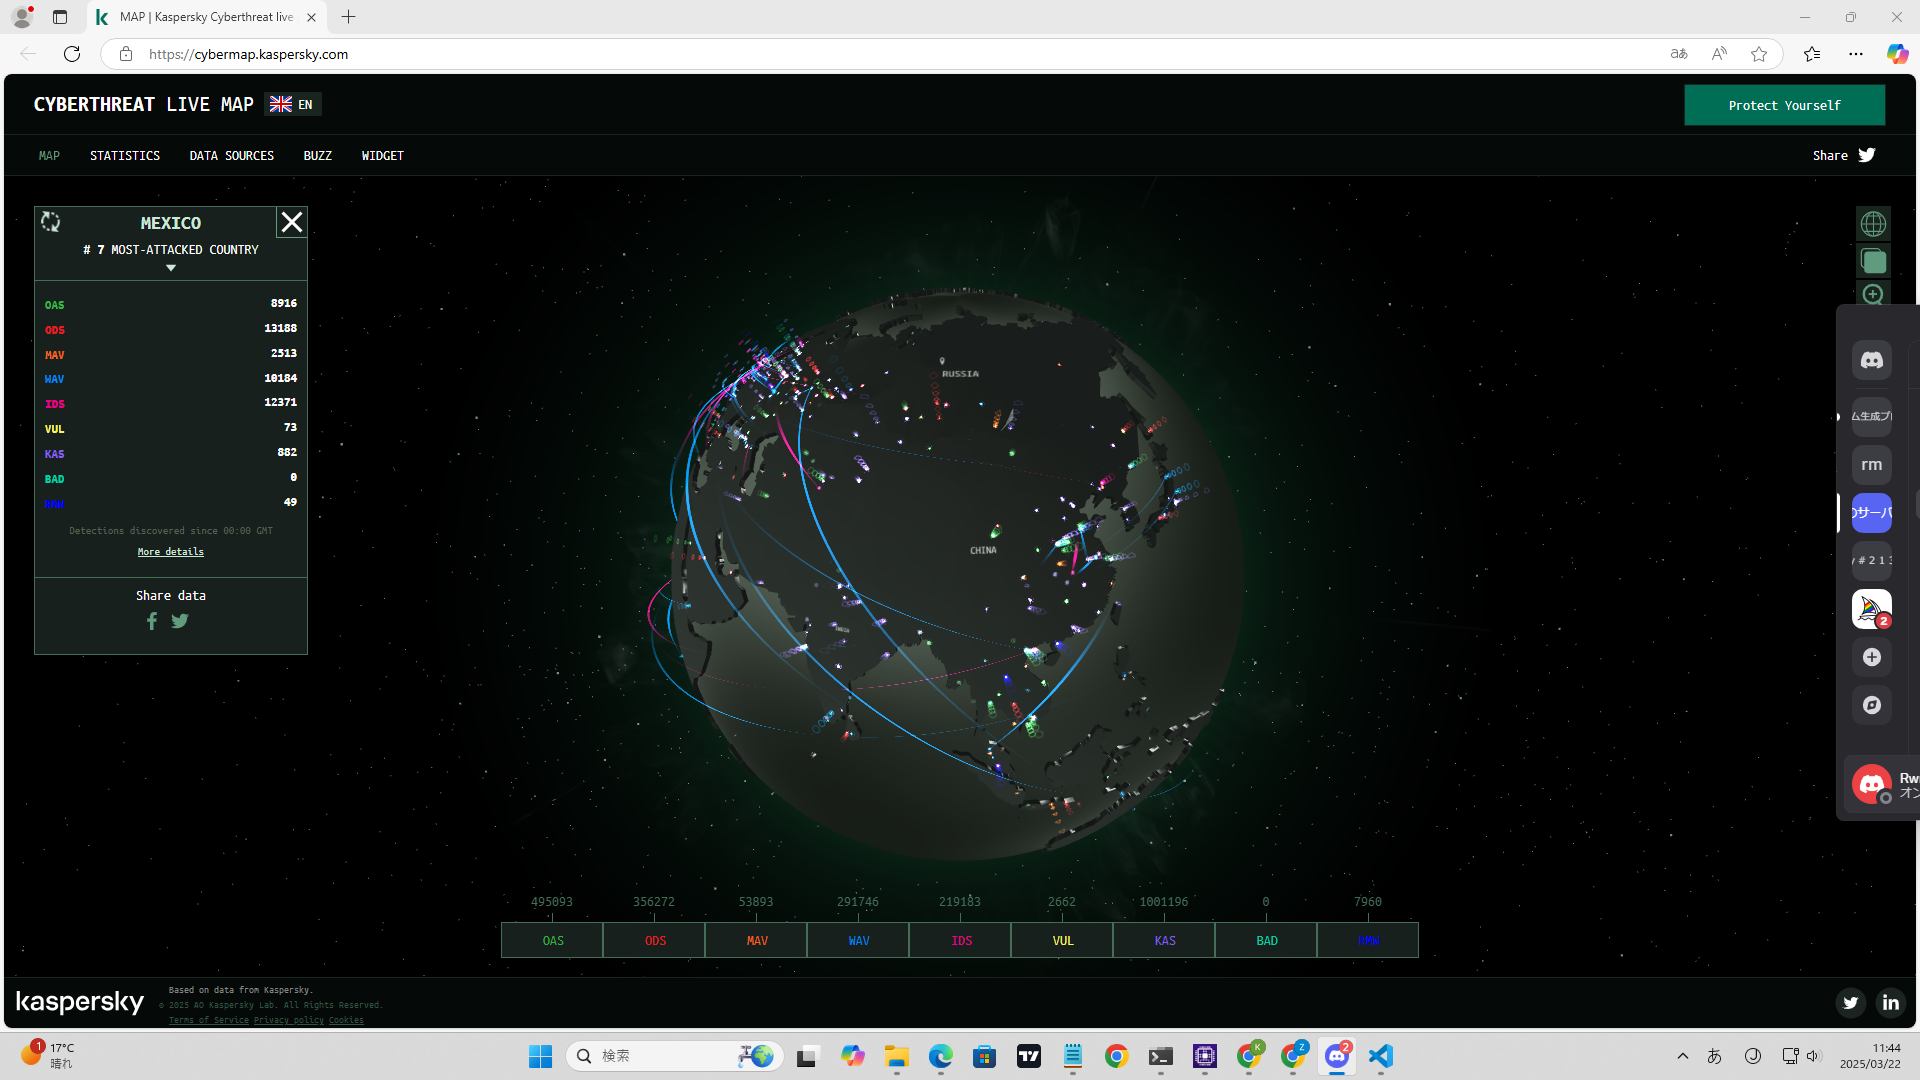 MAP | Kaspersky Cyberthreat live
https://cybermap.kaspersky.com
CYBERTHREAT LIVE MAP EN
Protect Yourself
MAP STATISTICS DATA SOURCES BUZZ WIDGET
Share
MEXICO
# 7 MOST-ATTACKED COUNTRY
OAS 8916
ODS 13188
MAV 2513
WAV 10184
IDS 12371
VUL 73
KAS 882
BAD 0
RMW 49
Detections discovered since 00:00 GMT
More details
Share data
RUSSIA
CHINA
INDIA
ム生成プ
rm
のサーバ
y#213
2
Rw
オン
495093 356272 53893 291746 219183 2662 1001196 0 7960
OAS ODS MAV WAV IDS VUL KAS BAD RMW
kaspersky
Based on data from Kaspersky.
© 2025 AO Kaspersky Lab. All Rights Reserved.
Terms of Service Privacy policy Cookies
1
17°C
晴れ
検索
K
Z
2
あ
11:44
2025/03/22